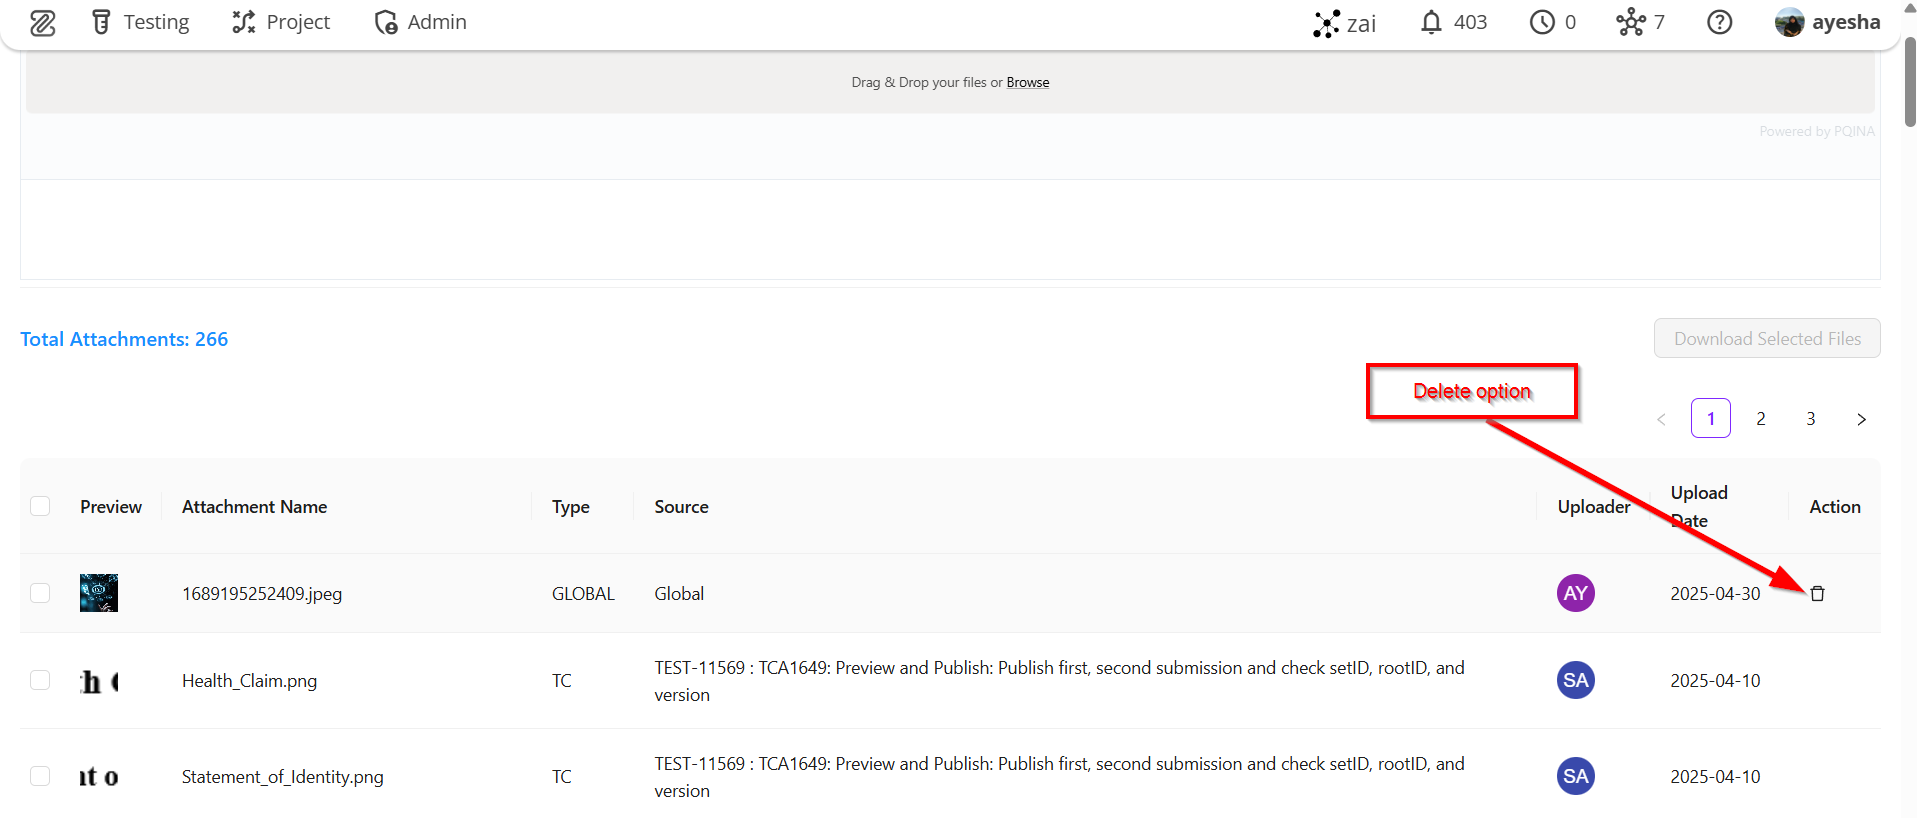 Testing Project Admin zai 403 0 7 ayesha
Drag & Drop your files or Browse
Powered by PQINA
Total Attachments: 266
Download Selected Files
Delete option
1 2 3
Preview Attachment Name Type Source Uploader Upload Date Action
1689195252409.jpeg GLOBAL Global AY 2025-04-30
Health_Claim.png TC TEST-11569 : TCA1649: Preview and Publish: Publish first, second submission and check setID, rootID, and
version SA 2025-04-10
Statement_of_Identity.png TC TEST-11569 : TCA1649: Preview and Publish: Publish first, second submission and check setID, rootID, and
version SA 2025-04-10